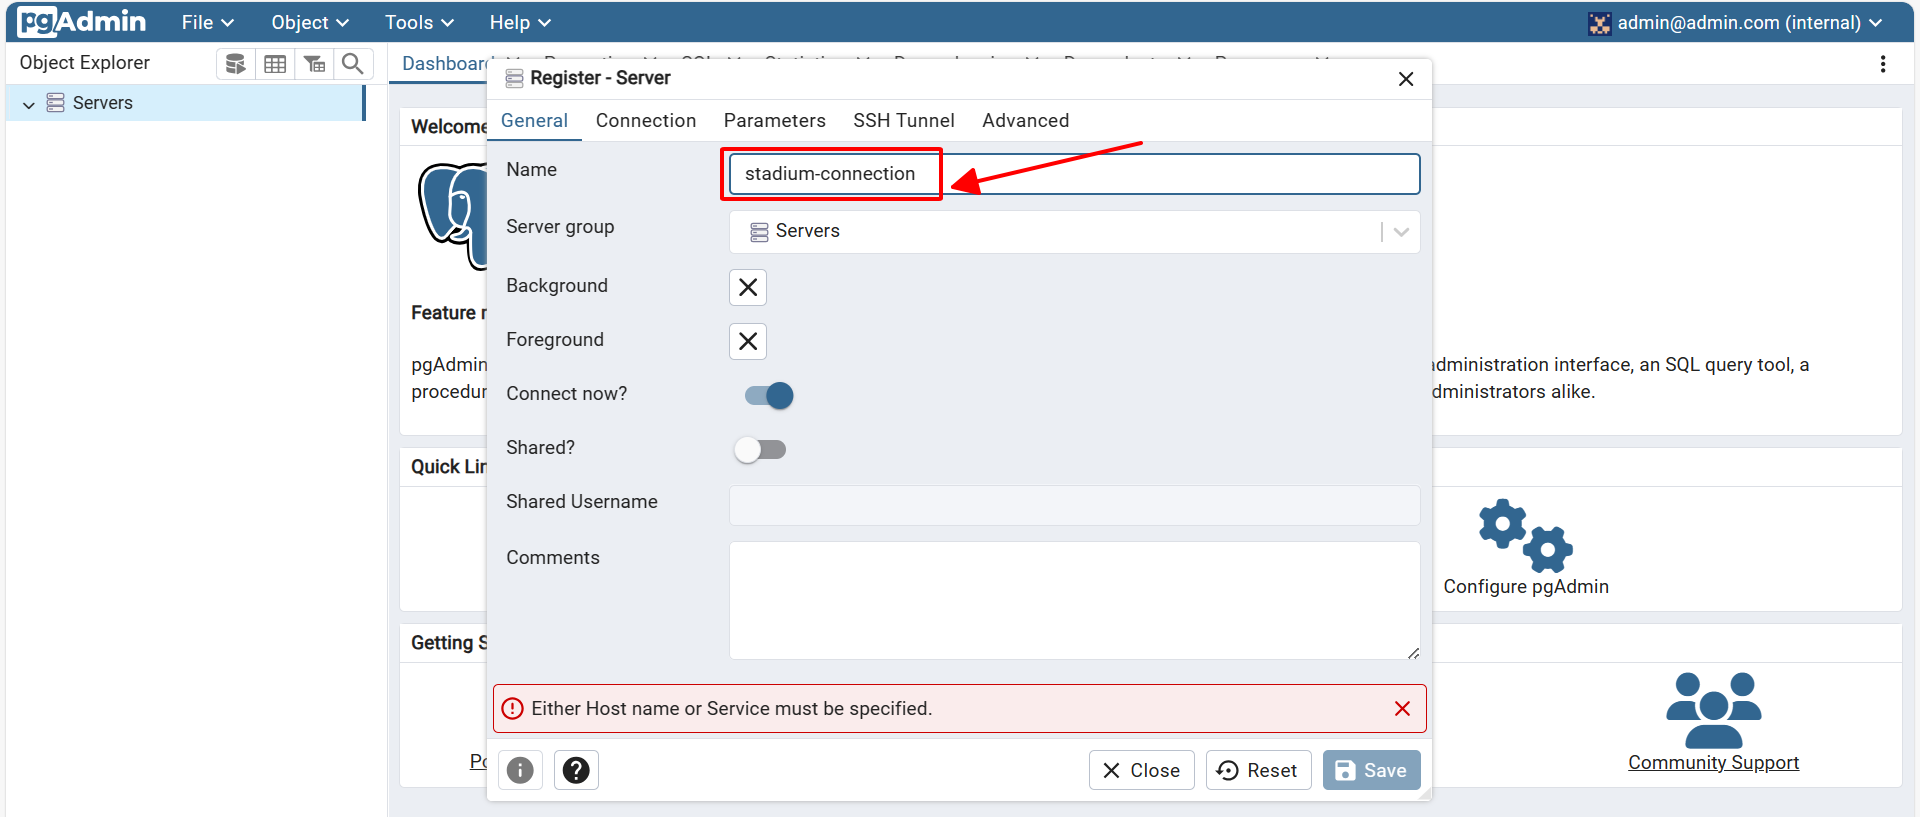 pgAdmin File Object Tools Help admin@admin.com (internal)
Object Explorer
Servers
Dashboard
Welcome
Feature
pgAdmin
procedur
dministration interface, an SQL query tool, a
dministrators alike.
Quick Lin
Configure pgAdmin
Getting S
Po
Community Support
Register - Server
General Connection Parameters SSH Tunnel Advanced
Name stadium-connection
Server group Servers
Background
Foreground
Connect now?
Shared?
Shared Username
Comments
Either Host name or Service must be specified.
Close Reset Save